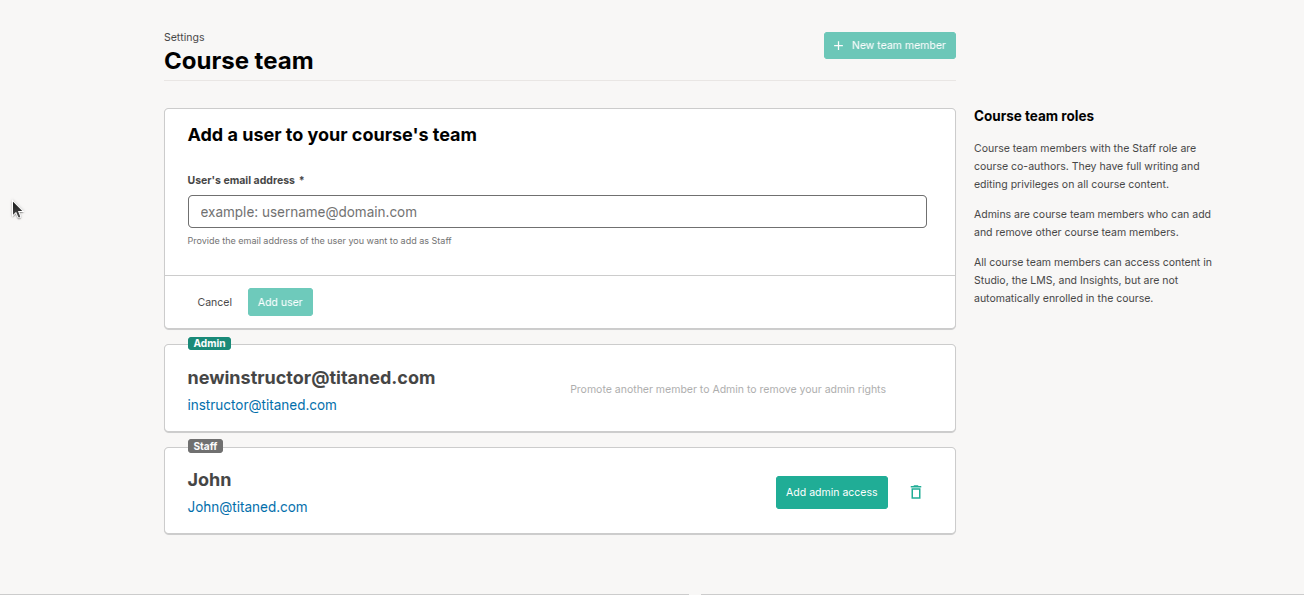 Settings
Course team
+ New team member
Add a user to your course's team
User's email address *
example: username@domain.com
Provide the email address of the user you want to add as Staff
Cancel
Add user
Admin
newinstructor@titaned.com
instructor@titaned.com
Promote another member to Admin to remove your admin rights
Staff
John
John@titaned.com
Add admin access
Course team roles
Course team members with the Staff role are
course co-authors. They have full writing and
editing privileges on all course content.
Admins are course team members who can add
and remove other course team members.
All course team members can access content in
Studio, the LMS, and Insights, but are not
automatically enrolled in the course.